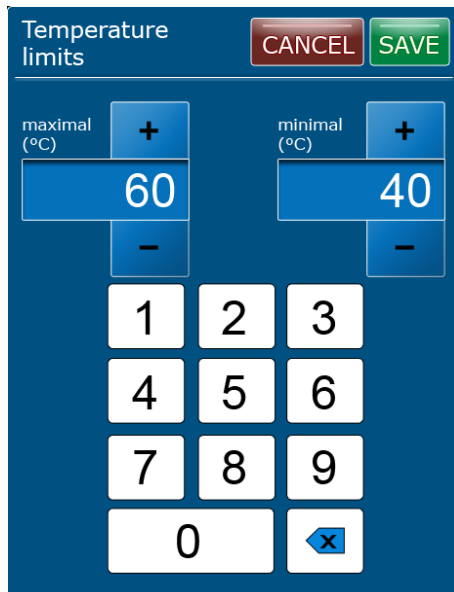 Temperature
limits
CANCEL
SAVE
maximal
(°C)
+
60
−
minimal
(°C)
+
40
−
1 2 3
4 5 6
7 8 9
0 x